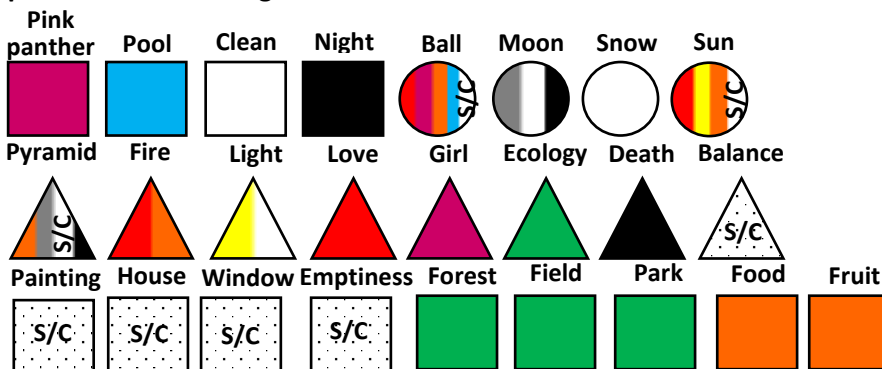 Pink
panther Pool Clean Night Ball Moon Snow Sun
S/C S/C
Pyramid Fire Light Love Girl Ecology Death Balance
S/C S/C
Painting House Window Emptiness Forest Field Park Food Fruit
S/C S/C S/C S/C